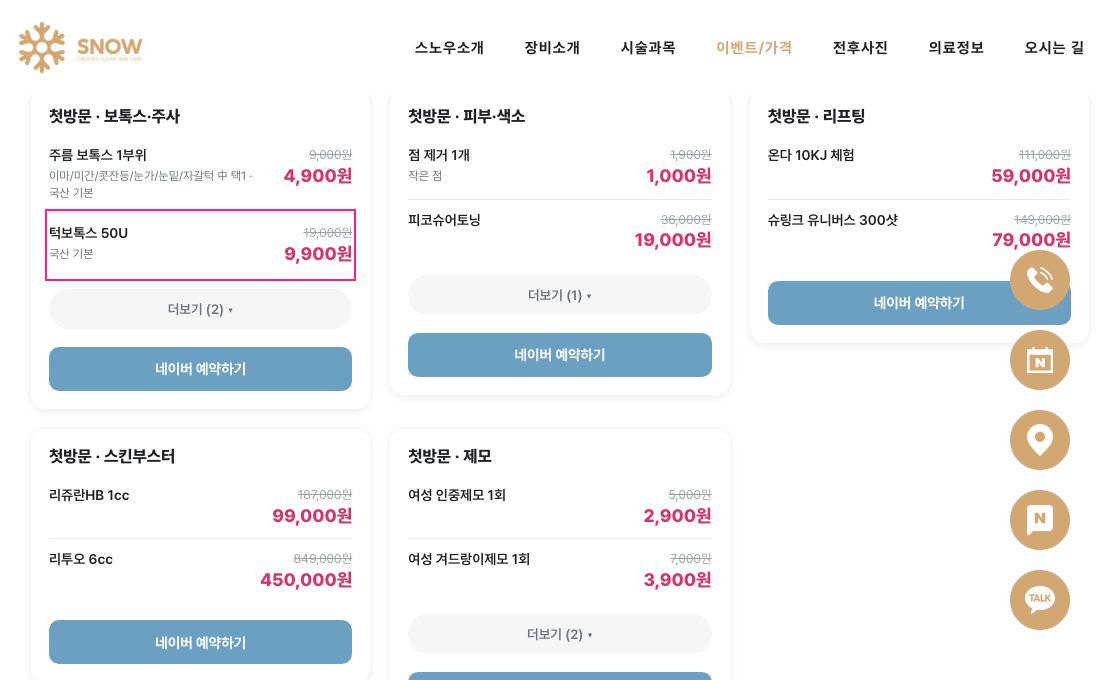 SNOW
CREATES CLEAN SKIN CARE
스노우소개 장비소개 시술과목 이벤트/가격 전후사진 의료정보 오시는 길
첫방문 · 보톡스·주사
주름 보톡스 1부위 9,000원
이마/미간/콧잔등/눈가/눈밑/자갈턱 中 택1 · 4,900원
국산 기본
턱보톡스 50U 19,000원
국산 기본 9,900원
더보기 (2) ▾
네이버 예약하기
첫방문 · 피부·색소
점 제거 1개 1,900원
작은 점 1,000원
피코슈어토닝 36,000원
19,000원
더보기 (1) ▾
네이버 예약하기
첫방문 · 리프팅
온다 10KJ 체험 111,000원
59,000원
슈링크 유니버스 300샷 149,000원
79,000원
네이버 예약하기
첫방문 · 스킨부스터
리쥬란HB 1cc 187,000원
99,000원
리투오 6cc 849,000원
450,000원
네이버 예약하기
첫방문 · 제모
여성 인중제모 1회 5,000원
2,900원
여성 겨드랑이제모 1회 7,000원
3,900원
더보기 (2) ▾
N
N
TALK